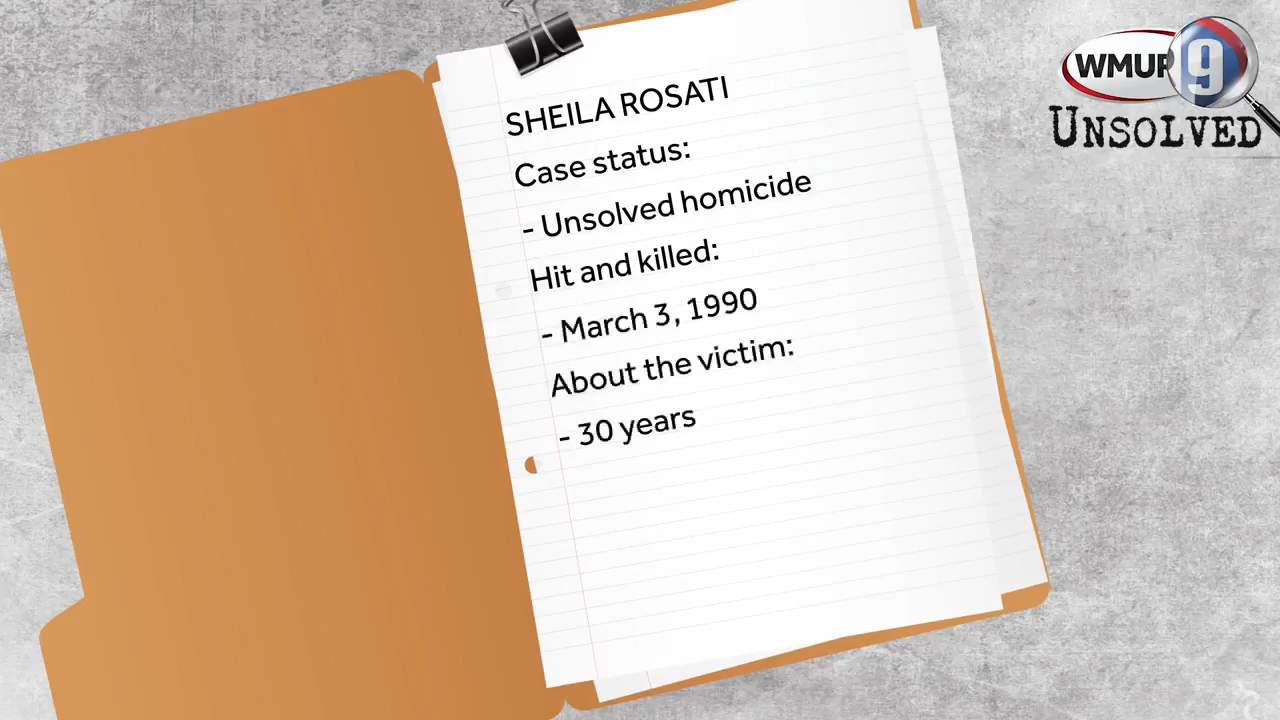 SHEILA ROSATI
Case status:
- Unsolved homicide
Hit and killed:
- March 3, 1990
About the victim:
- 30 years
WMUR 9
UNSOLVED